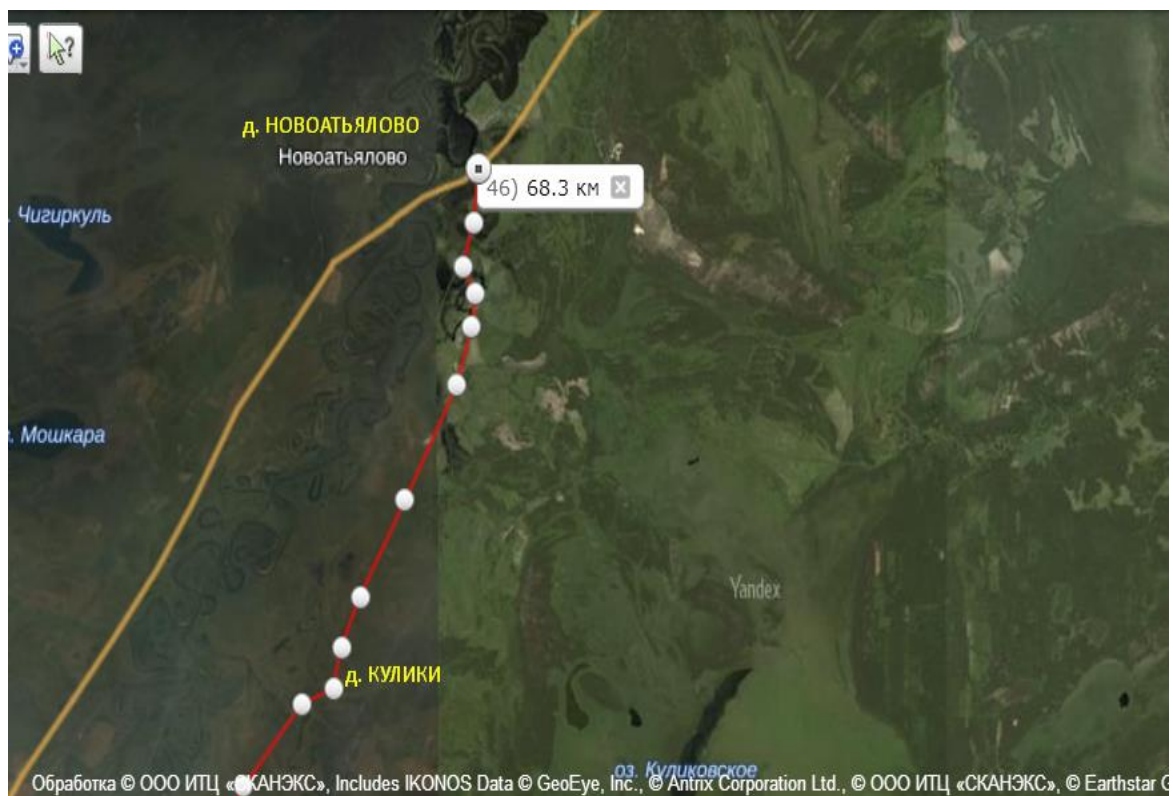 ?
д. НОВОАТЬЯЛОВО
Новоатьялово
46) 68.3 км
. Чигиркуль
. Мошкара
Yandex
д. КУЛИКИ
оз. Куликовское
Обработка © ООО ИТЦ «СКАНЭКС», Includes IKONOS Data © GeoEye, Inc., © Antrix Corporation Ltd., © ООО ИТЦ «СКАНЭКС», © Earthstar G